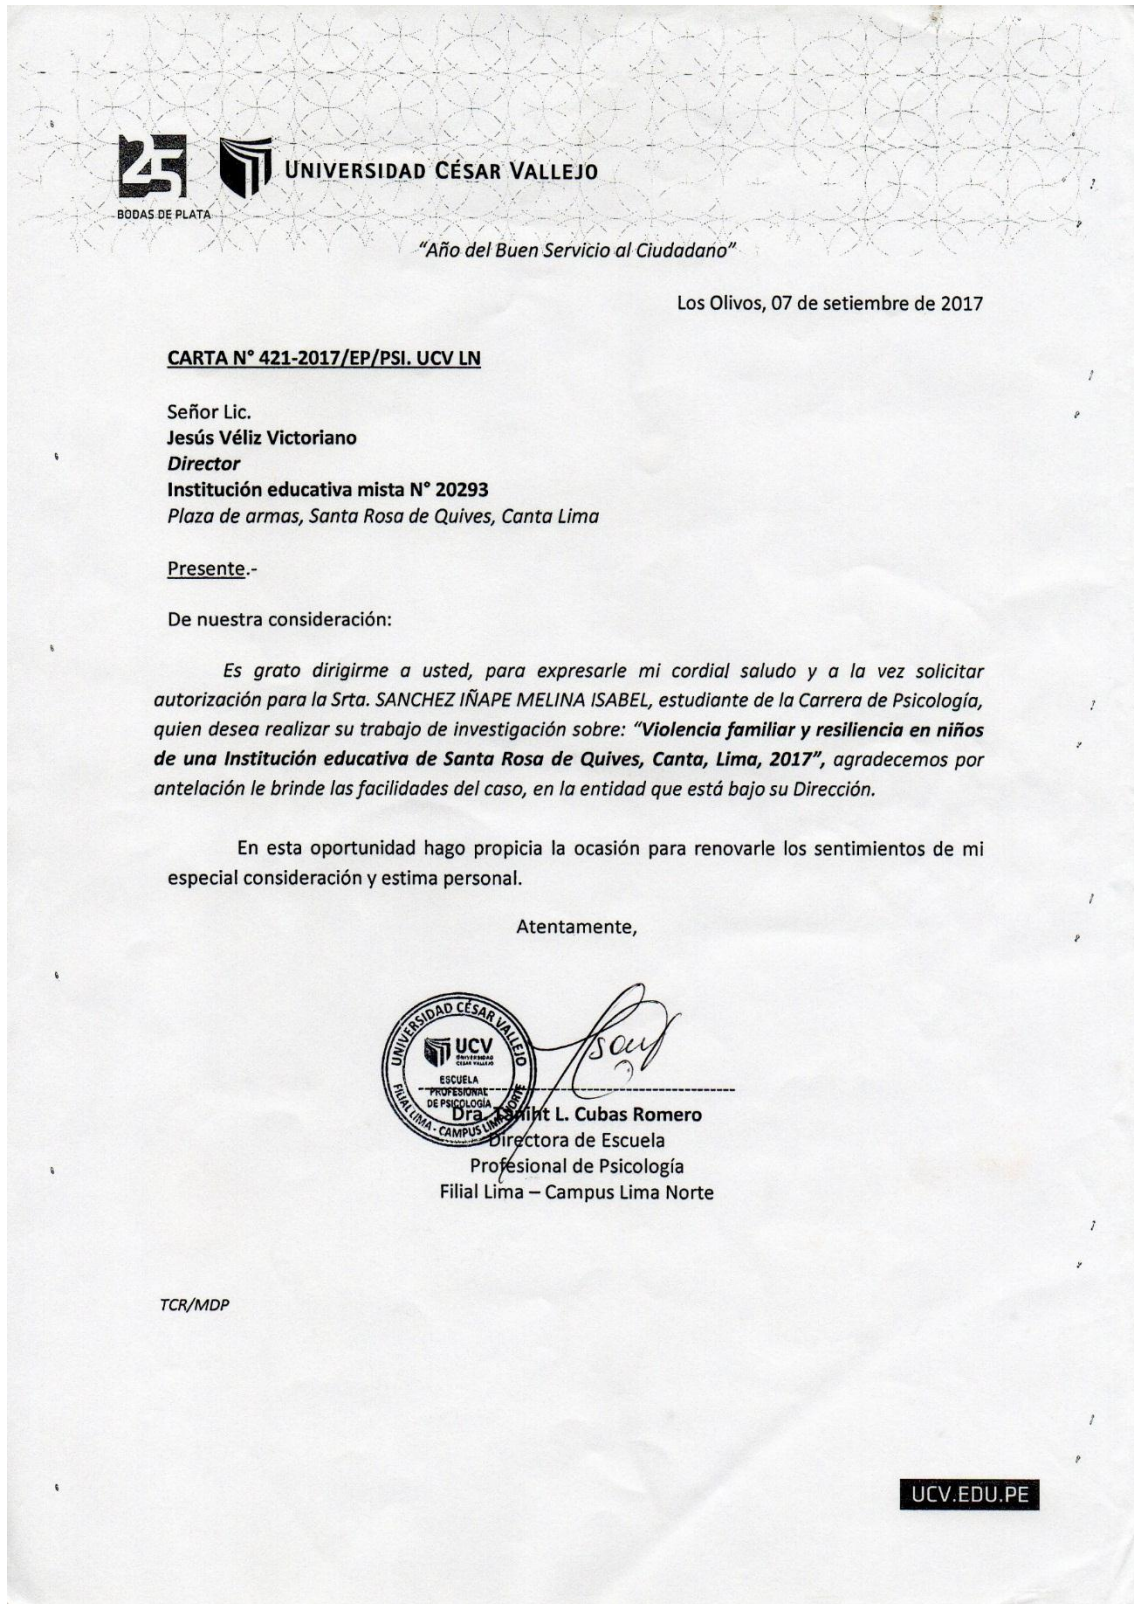 25
BODAS DE PLATA
UNIVERSIDAD CÉSAR VALLEJO
“Año del Buen Servicio al Ciudadano”
Los Olivos, 07 de setiembre de 2017
CARTA N° 421-2017/EP/PSI. UCV LN
Señor Lic.
Jesús Véliz Victoriano
Director
Institución educativa mista N° 20293
Plaza de armas, Santa Rosa de Quives, Canta Lima
Presente.-
De nuestra consideración:
Es grato dirigirme a usted, para expresarle mi cordial saludo y a la vez solicitar
autorización para la Srta. SANCHEZ IÑAPE MELINA ISABEL, estudiante de la Carrera de Psicología,
quien desea realizar su trabajo de investigación sobre: “Violencia familiar y resiliencia en niños
de una Institución educativa de Santa Rosa de Quives, Canta, Lima, 2017”, agradecemos por
antelación le brinde las facilidades del caso, en la entidad que está bajo su Dirección.
En esta oportunidad hago propicia la ocasión para renovarle los sentimientos de mi
especial consideración y estima personal.
Atentamente,
UNIVERSIDAD CÉSAR VALLEJO
UCV
UNIVERSIDAD
CÉSAR VALLEJO
ESCUELA
PROFESIONAL
DE PSICOLOGÍA
FILIAL LIMA - CAMPUS LIMA NORTE
Dra. Taniht L. Cubas Romero
Directora de Escuela
Profesional de Psicología
Filial Lima – Campus Lima Norte
TCR/MDP
UCV.EDU.PE